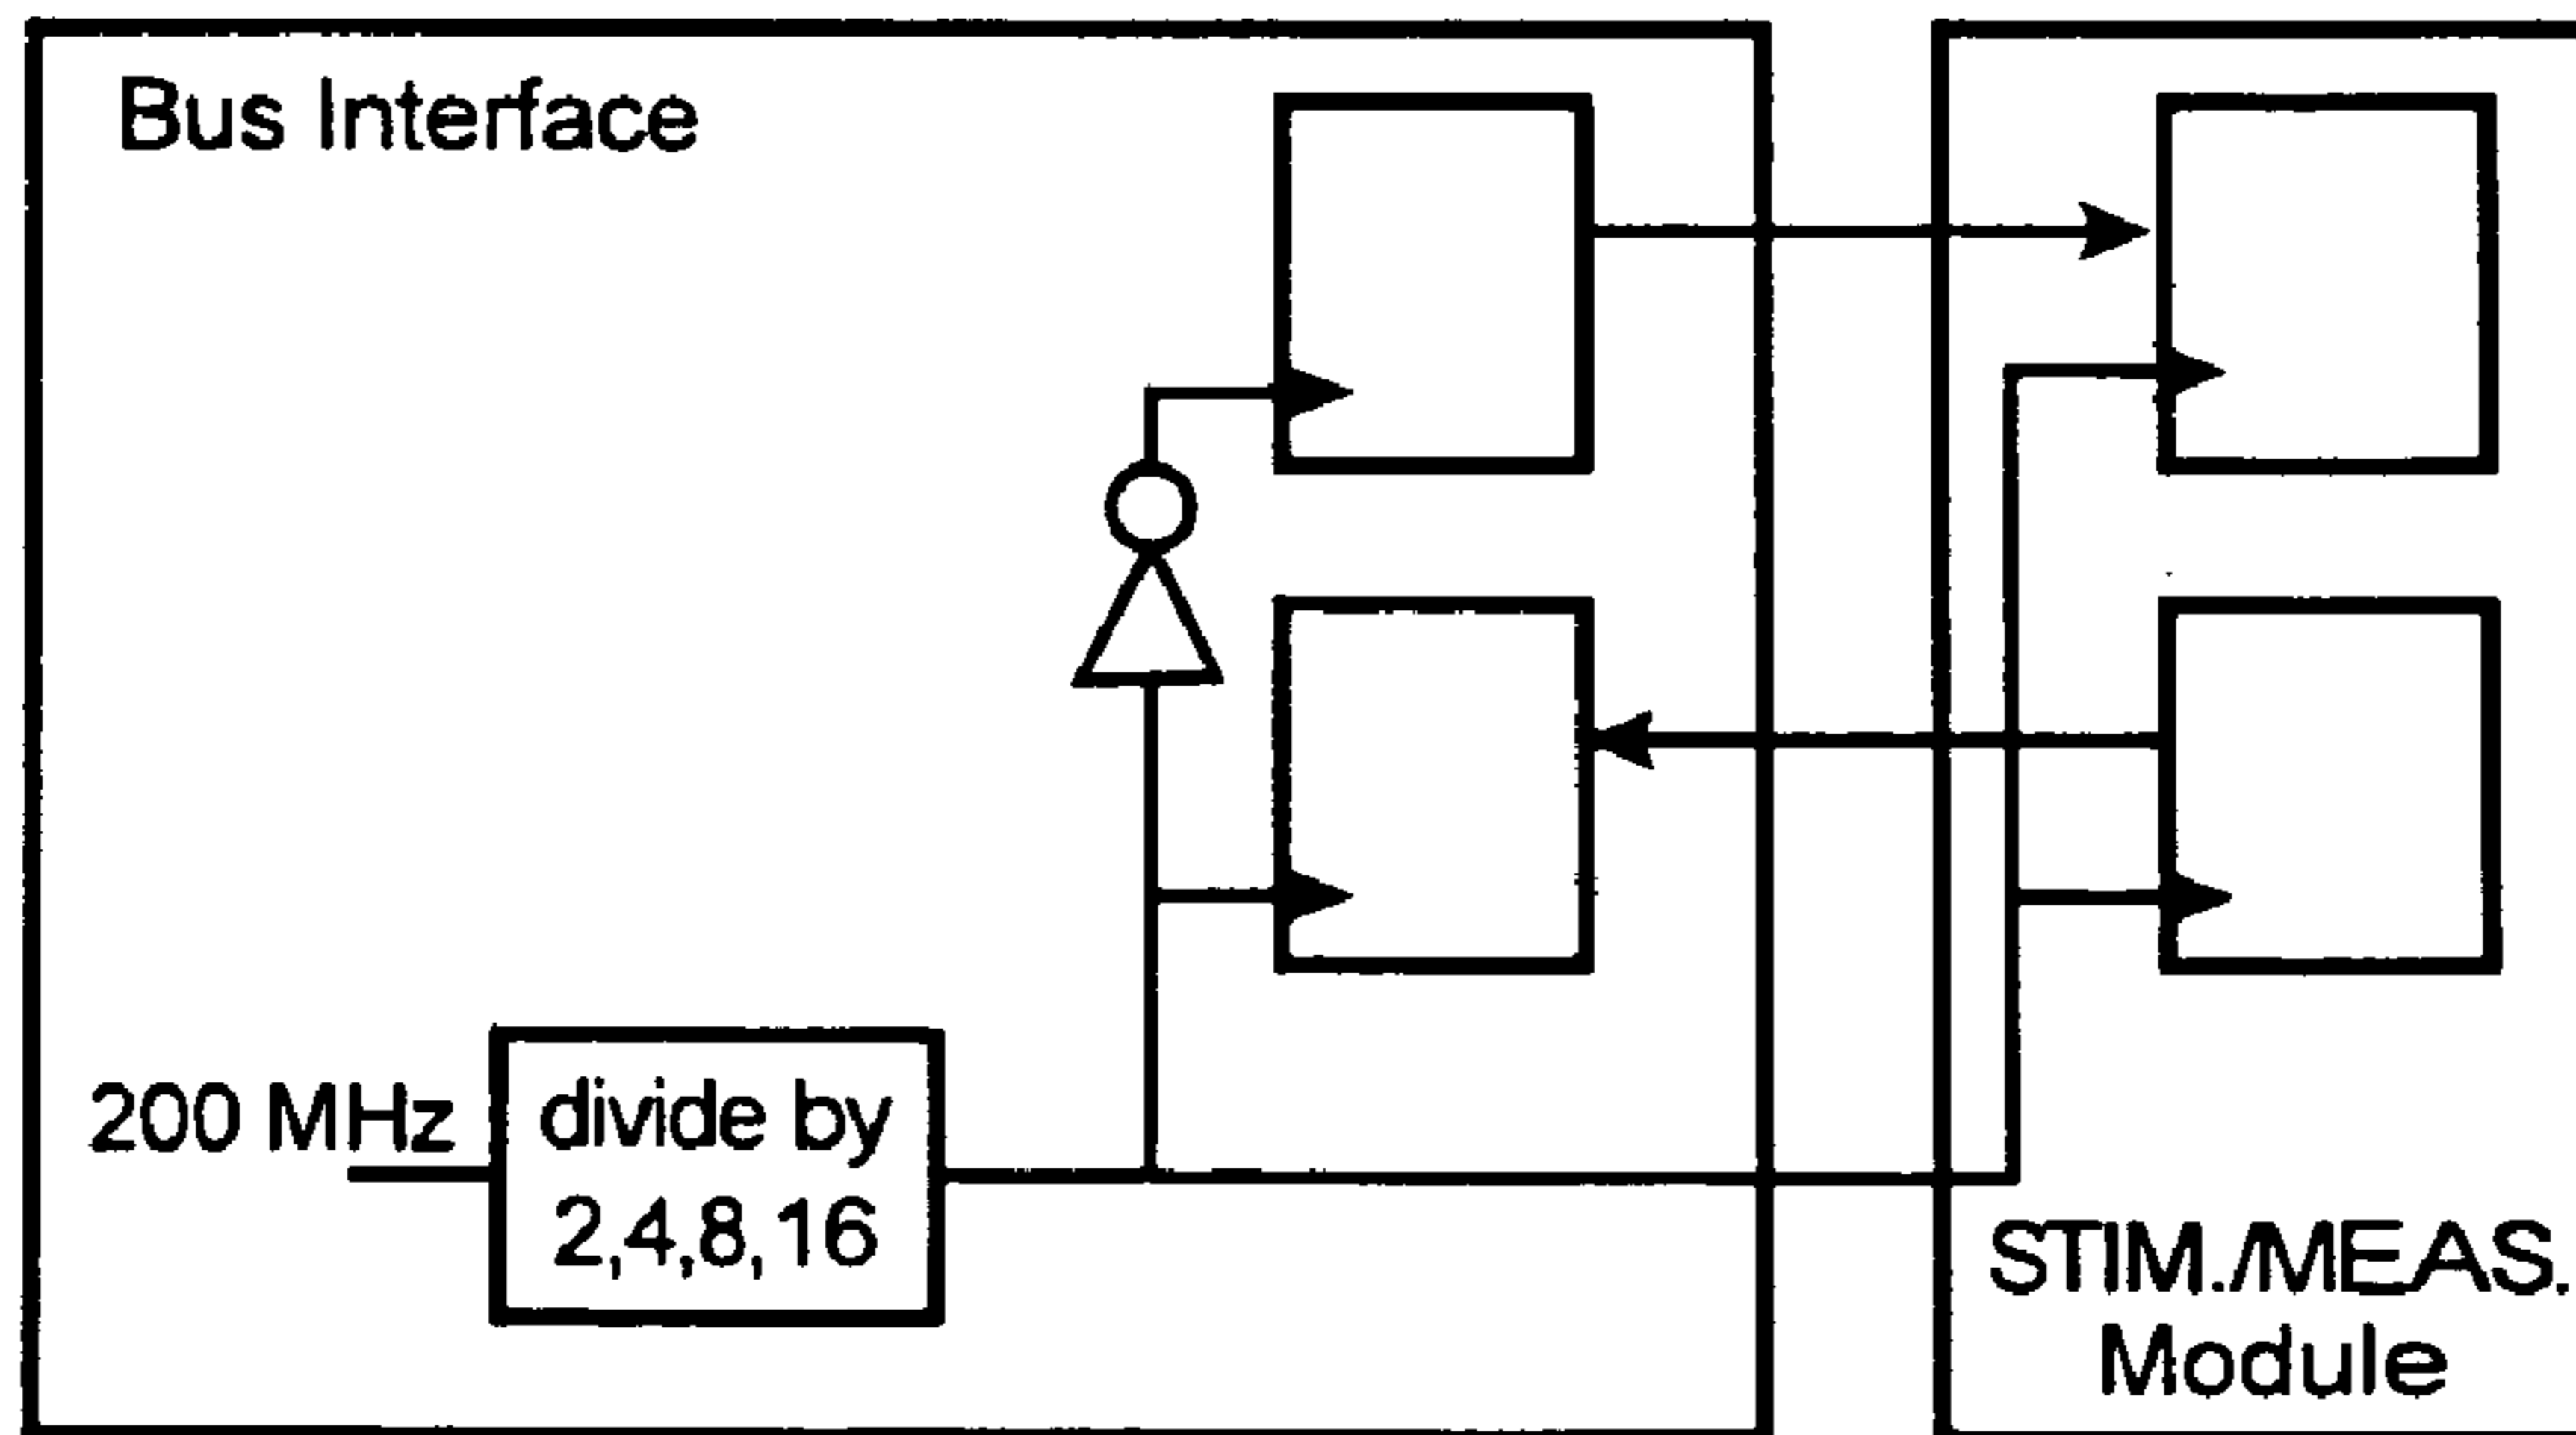 Bus Interface
200 MHz
divide by
2,4,8,16
STIM./MEAS.
Module